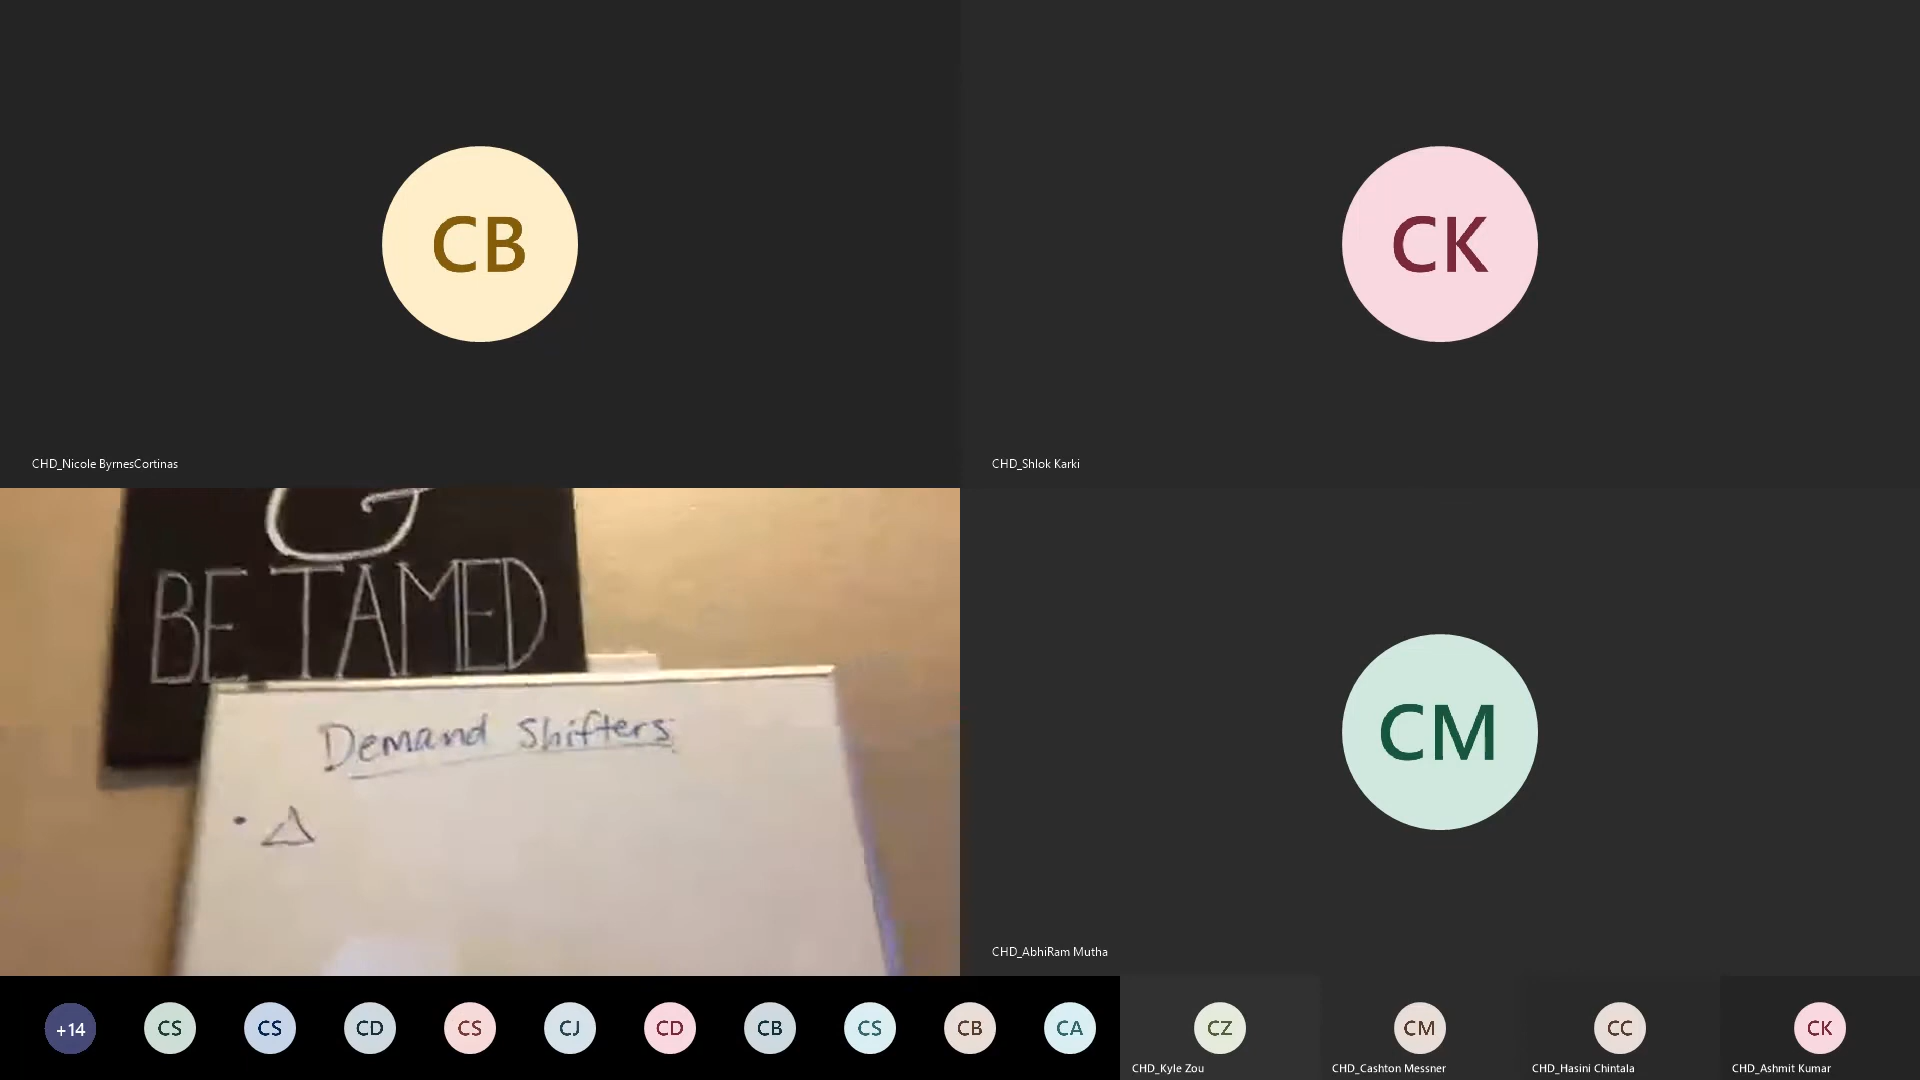 CB
CK
CHD_Nicole ByrnesCortinas
CHD_Shlok Karki
BE TAMED
Demand Shifters
• △
CM
CHD_AbhiRam Mutha
+14
CS
CS
CD
CS
CJ
CD
CB
CS
CB
CA
CZ
CM
CC
CK
CHD_Kyle Zou
CHD_Cashton Messner
CHD_Hasini Chintala
CHD_Ashmit Kumar